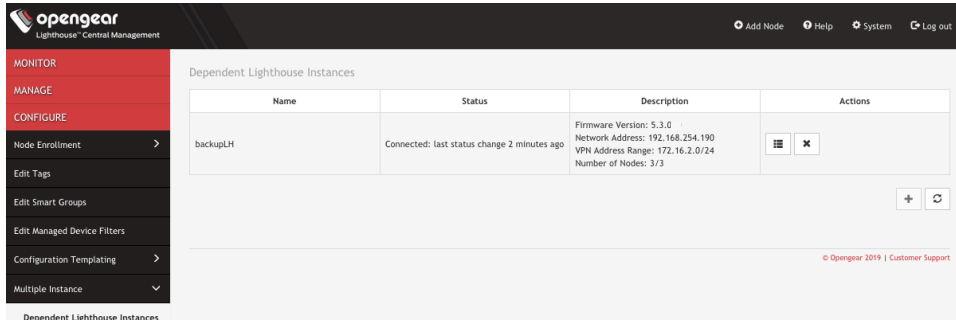 opengear
Lighthouse™ Central Management
Add Node Help System Log out
MONITOR
MANAGE
CONFIGURE
Node Enrollment
Edit Tags
Edit Smart Groups
Edit Managed Device Filters
Configuration Templating
Multiple Instance
Dependent Lighthouse Instances
Dependent Lighthouse Instances
Name Status Description Actions
backupLH Connected: last status change 2 minutes ago
Firmware Version: 5.3.0
Network Address: 192.168.254.190
VPN Address Range: 172.16.2.0/24
Number of Nodes: 3/3
© Opengear 2019 | Customer Support